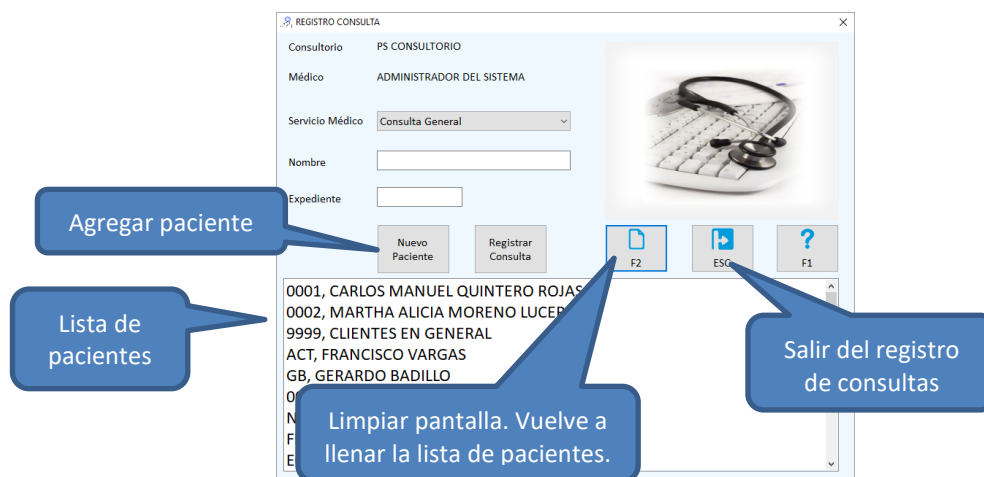 REGISTRO CONSULTA
Consultorio PS CONSULTORIO
Médico ADMINISTRADOR DEL SISTEMA
Servicio Médico Consulta General
Nombre
Expediente
Agregar paciente
Nuevo
Paciente
Registrar
Consulta
F2
ESC
?
F1
0001, CARLOS MANUEL QUINTERO ROJAS
0002, MARTHA ALICIA MORENO
9999, CLIENTES EN GENERAL
ACT, FRANCISCO VARGAS
GB, GERARDO BADILLO
Lista de
pacientes
Limpiar pantalla. Vuelve a
llenar la lista de pacientes.
Salir del registro
de consultas